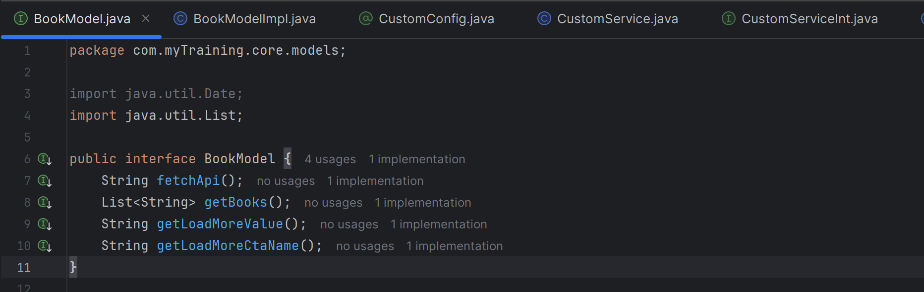 BookModel.java × BookModelImpl.java CustomConfig.java CustomService.java CustomServiceInt.java
1 package com.myTraining.core.models;
2
3 import java.util.Date;
4 import java.util.List;
5
6 public interface BookModel { 4 usages 1 implementation
7 String fetchApi(); no usages 1 implementation
8 List<String> getBooks(); no usages 1 implementation
9 String getLoadMoreValue(); no usages 1 implementation
10 String getLoadMoreCtaName(); no usages 1 implementation
11 }
12